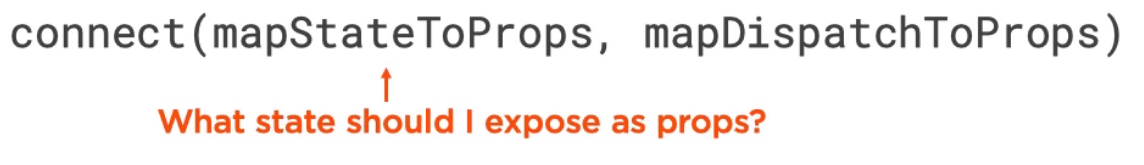 connect(mapStateToProps, mapDispatchToProps)
What state should I expose as props?